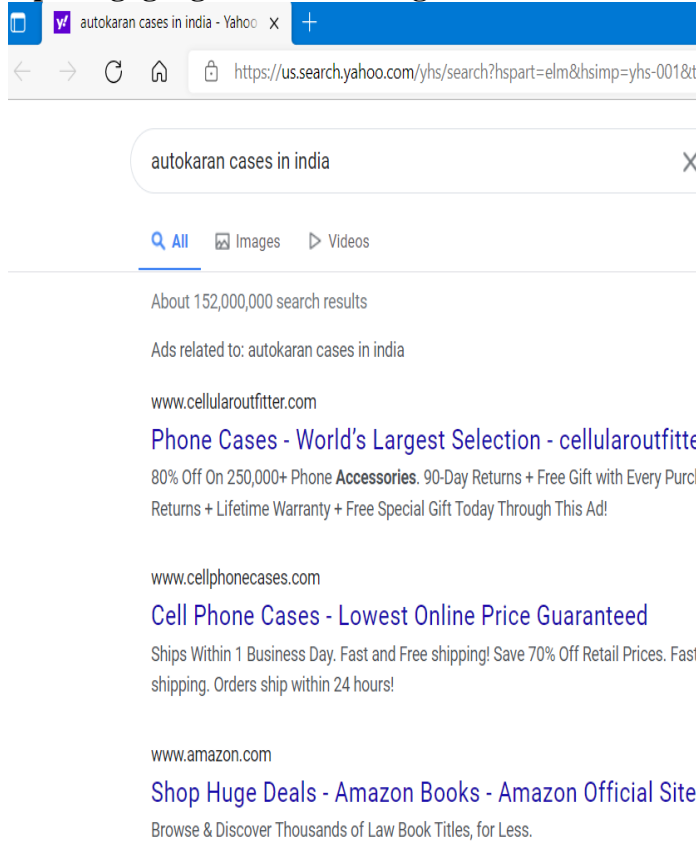 autokaran cases in india - Yahoo
https://us.search.yahoo.com/yhs/search?hspart=elm&hsimp=yhs-001&t
autokaran cases in india
All Images Videos
About 152,000,000 search results
Ads related to: autokaran cases in india
www.cellularoutfitter.com
Phone Cases - World's Largest Selection - cellularoutfitte
80% Off On 250,000+ Phone Accessories. 90-Day Returns + Free Gift with Every Purc
Returns + Lifetime Warranty + Free Special Gift Today Through This Ad!
www.cellphonecases.com
Cell Phone Cases - Lowest Online Price Guaranteed
Ships Within 1 Business Day. Fast and Free shipping! Save 70% Off Retail Prices. Fast
shipping. Orders ship within 24 hours!
www.amazon.com
Shop Huge Deals - Amazon Books - Amazon Official Site
Browse & Discover Thousands of Law Book Titles, for Less.